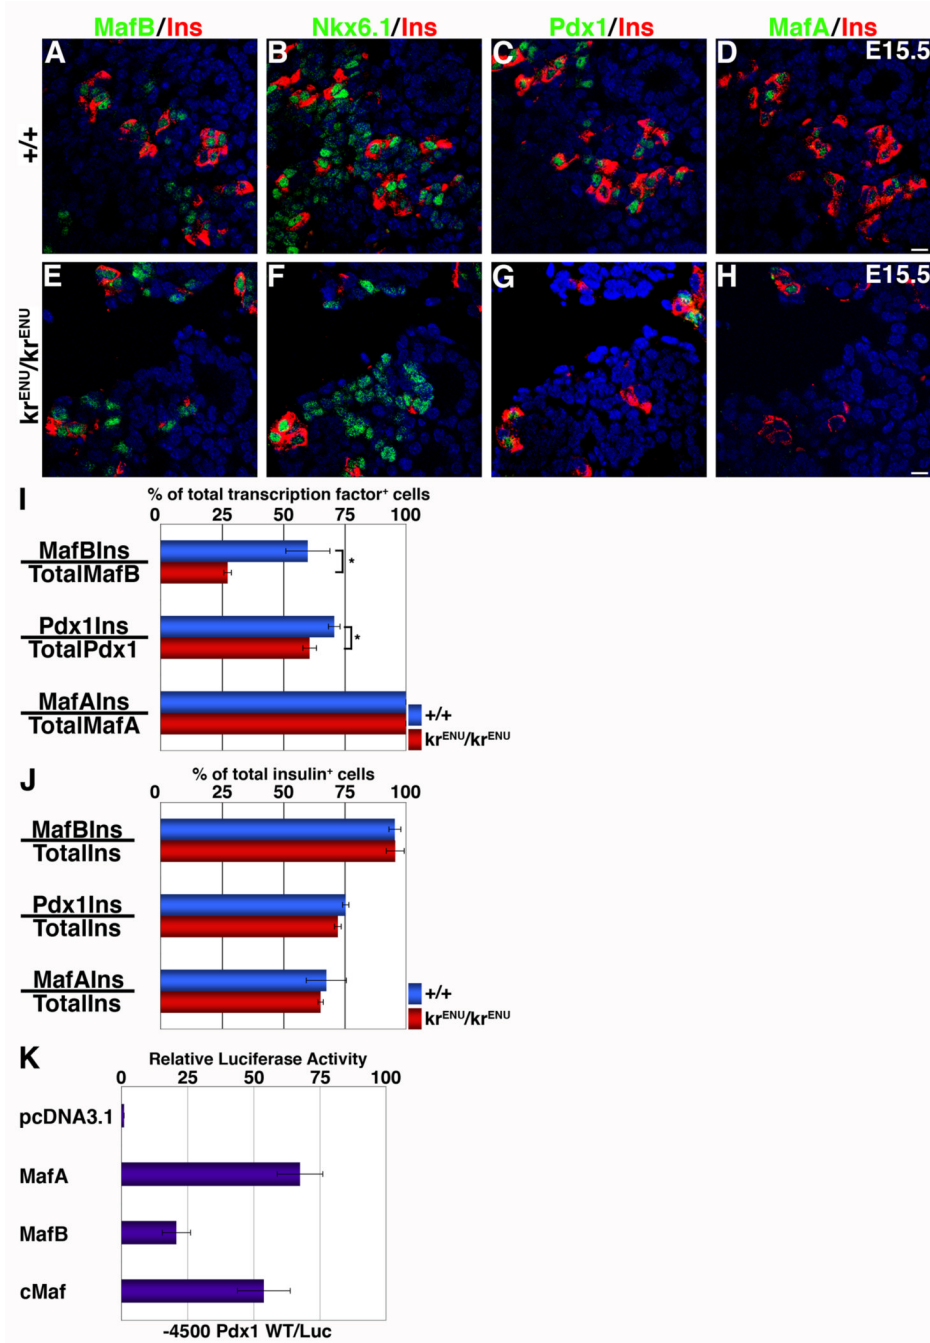 MafB/Ins Nkx6.1/Ins Pdx1/Ins MafA/Ins
A B C D E15.5
+/+
E F G H E15.5
kr^ENU/kr^ENU
I
% of total transcription factor⁺ cells
0 25 50 75 100
MafBIns
TotalMafB
*
Pdx1Ins
TotalPdx1
*
MafAIns
TotalMafA
+/+
kr^ENU/kr^ENU
J
% of total insulin⁺ cells
0 25 50 75 100
MafBIns
TotalIns
Pdx1Ins
TotalIns
MafAIns
TotalIns
+/+
kr^ENU/kr^ENU
K
Relative Luciferase Activity
0 25 50 75 100
pcDNA3.1
MafA
MafB
cMaf
-4500 Pdx1 WT/Luc